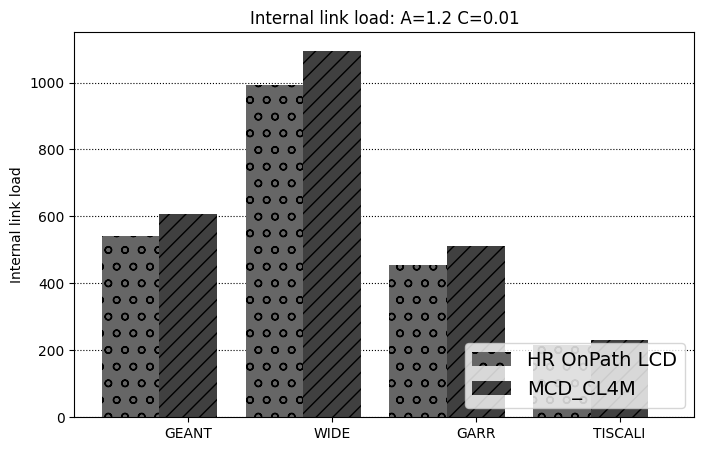 Internal link load: A=1.2 C=0.01
Internal link load
1000
800
600
400
200
0
HR OnPath LCD
MCD_CL4M
GEANT WIDE GARR TISCALI